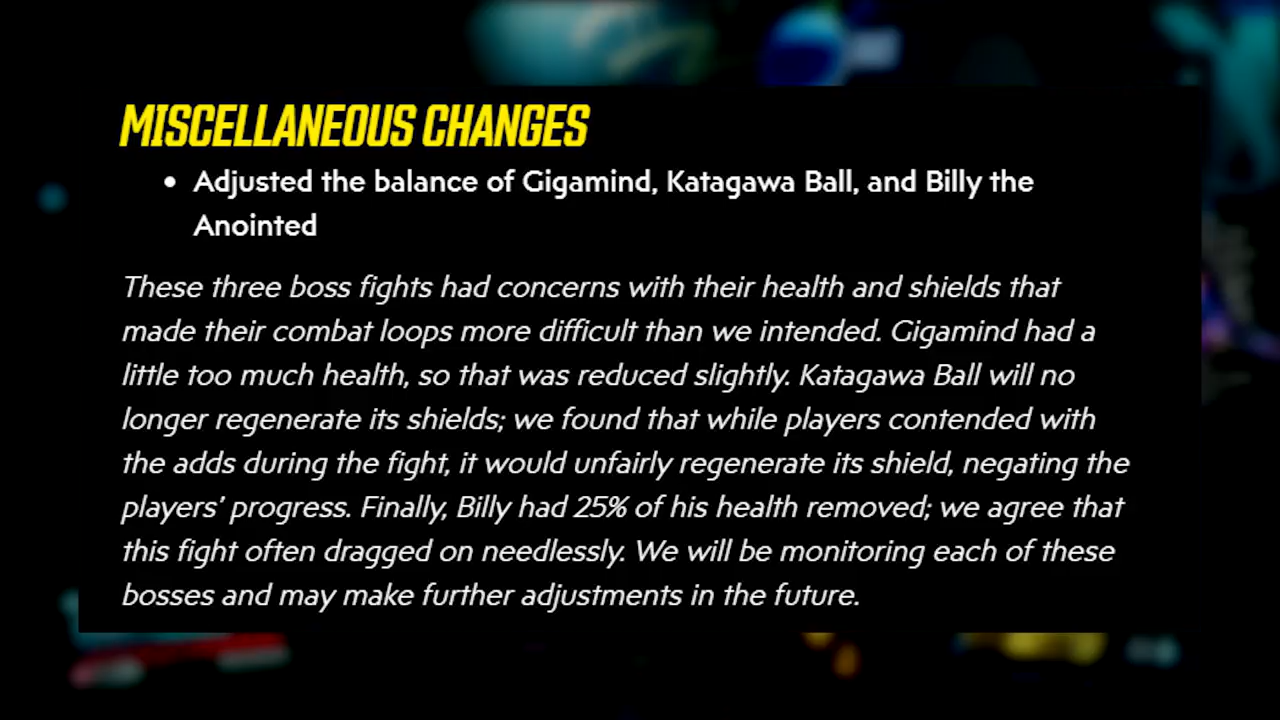 MISCELLANEOUS CHANGES
• Adjusted the balance of Gigamind, Katagawa Ball, and Billy the
Anointed
These three boss fights had concerns with their health and shields that
made their combat loops more difficult than we intended. Gigamind had a
little too much health, so that was reduced slightly. Katagawa Ball will no
longer regenerate its shields; we found that while players contended with
the adds during the fight, it would unfairly regenerate its shield, negating the
players’ progress. Finally, Billy had 25% of his health removed; we agree that
this fight often dragged on needlessly. We will be monitoring each of these
bosses and may make further adjustments in the future.